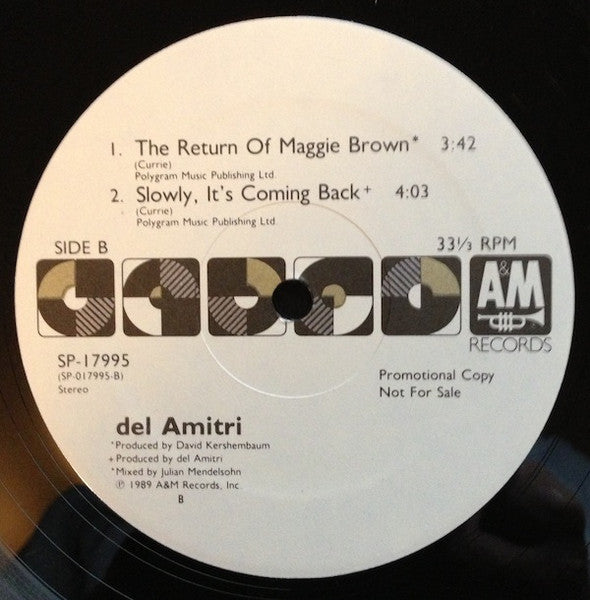 1. The Return Of Maggie Brown* 3:42
(Currie)
Polygram Music Publishing Ltd.
2. Slowly, It's Coming Back+ 4:03
(Currie)
Polygram Music Publishing Ltd.
SIDE B 33⅓ RPM
A&M
RECORDS
SP-17995
(SP-017995-B)
Stereo
Promotional Copy
Not For Sale
del Amitri
*Produced by David Kershembaum
+Produced by del Amitri
*Mixed by Julian Mendelsohn
℗ 1989 A&M Records, Inc.
B